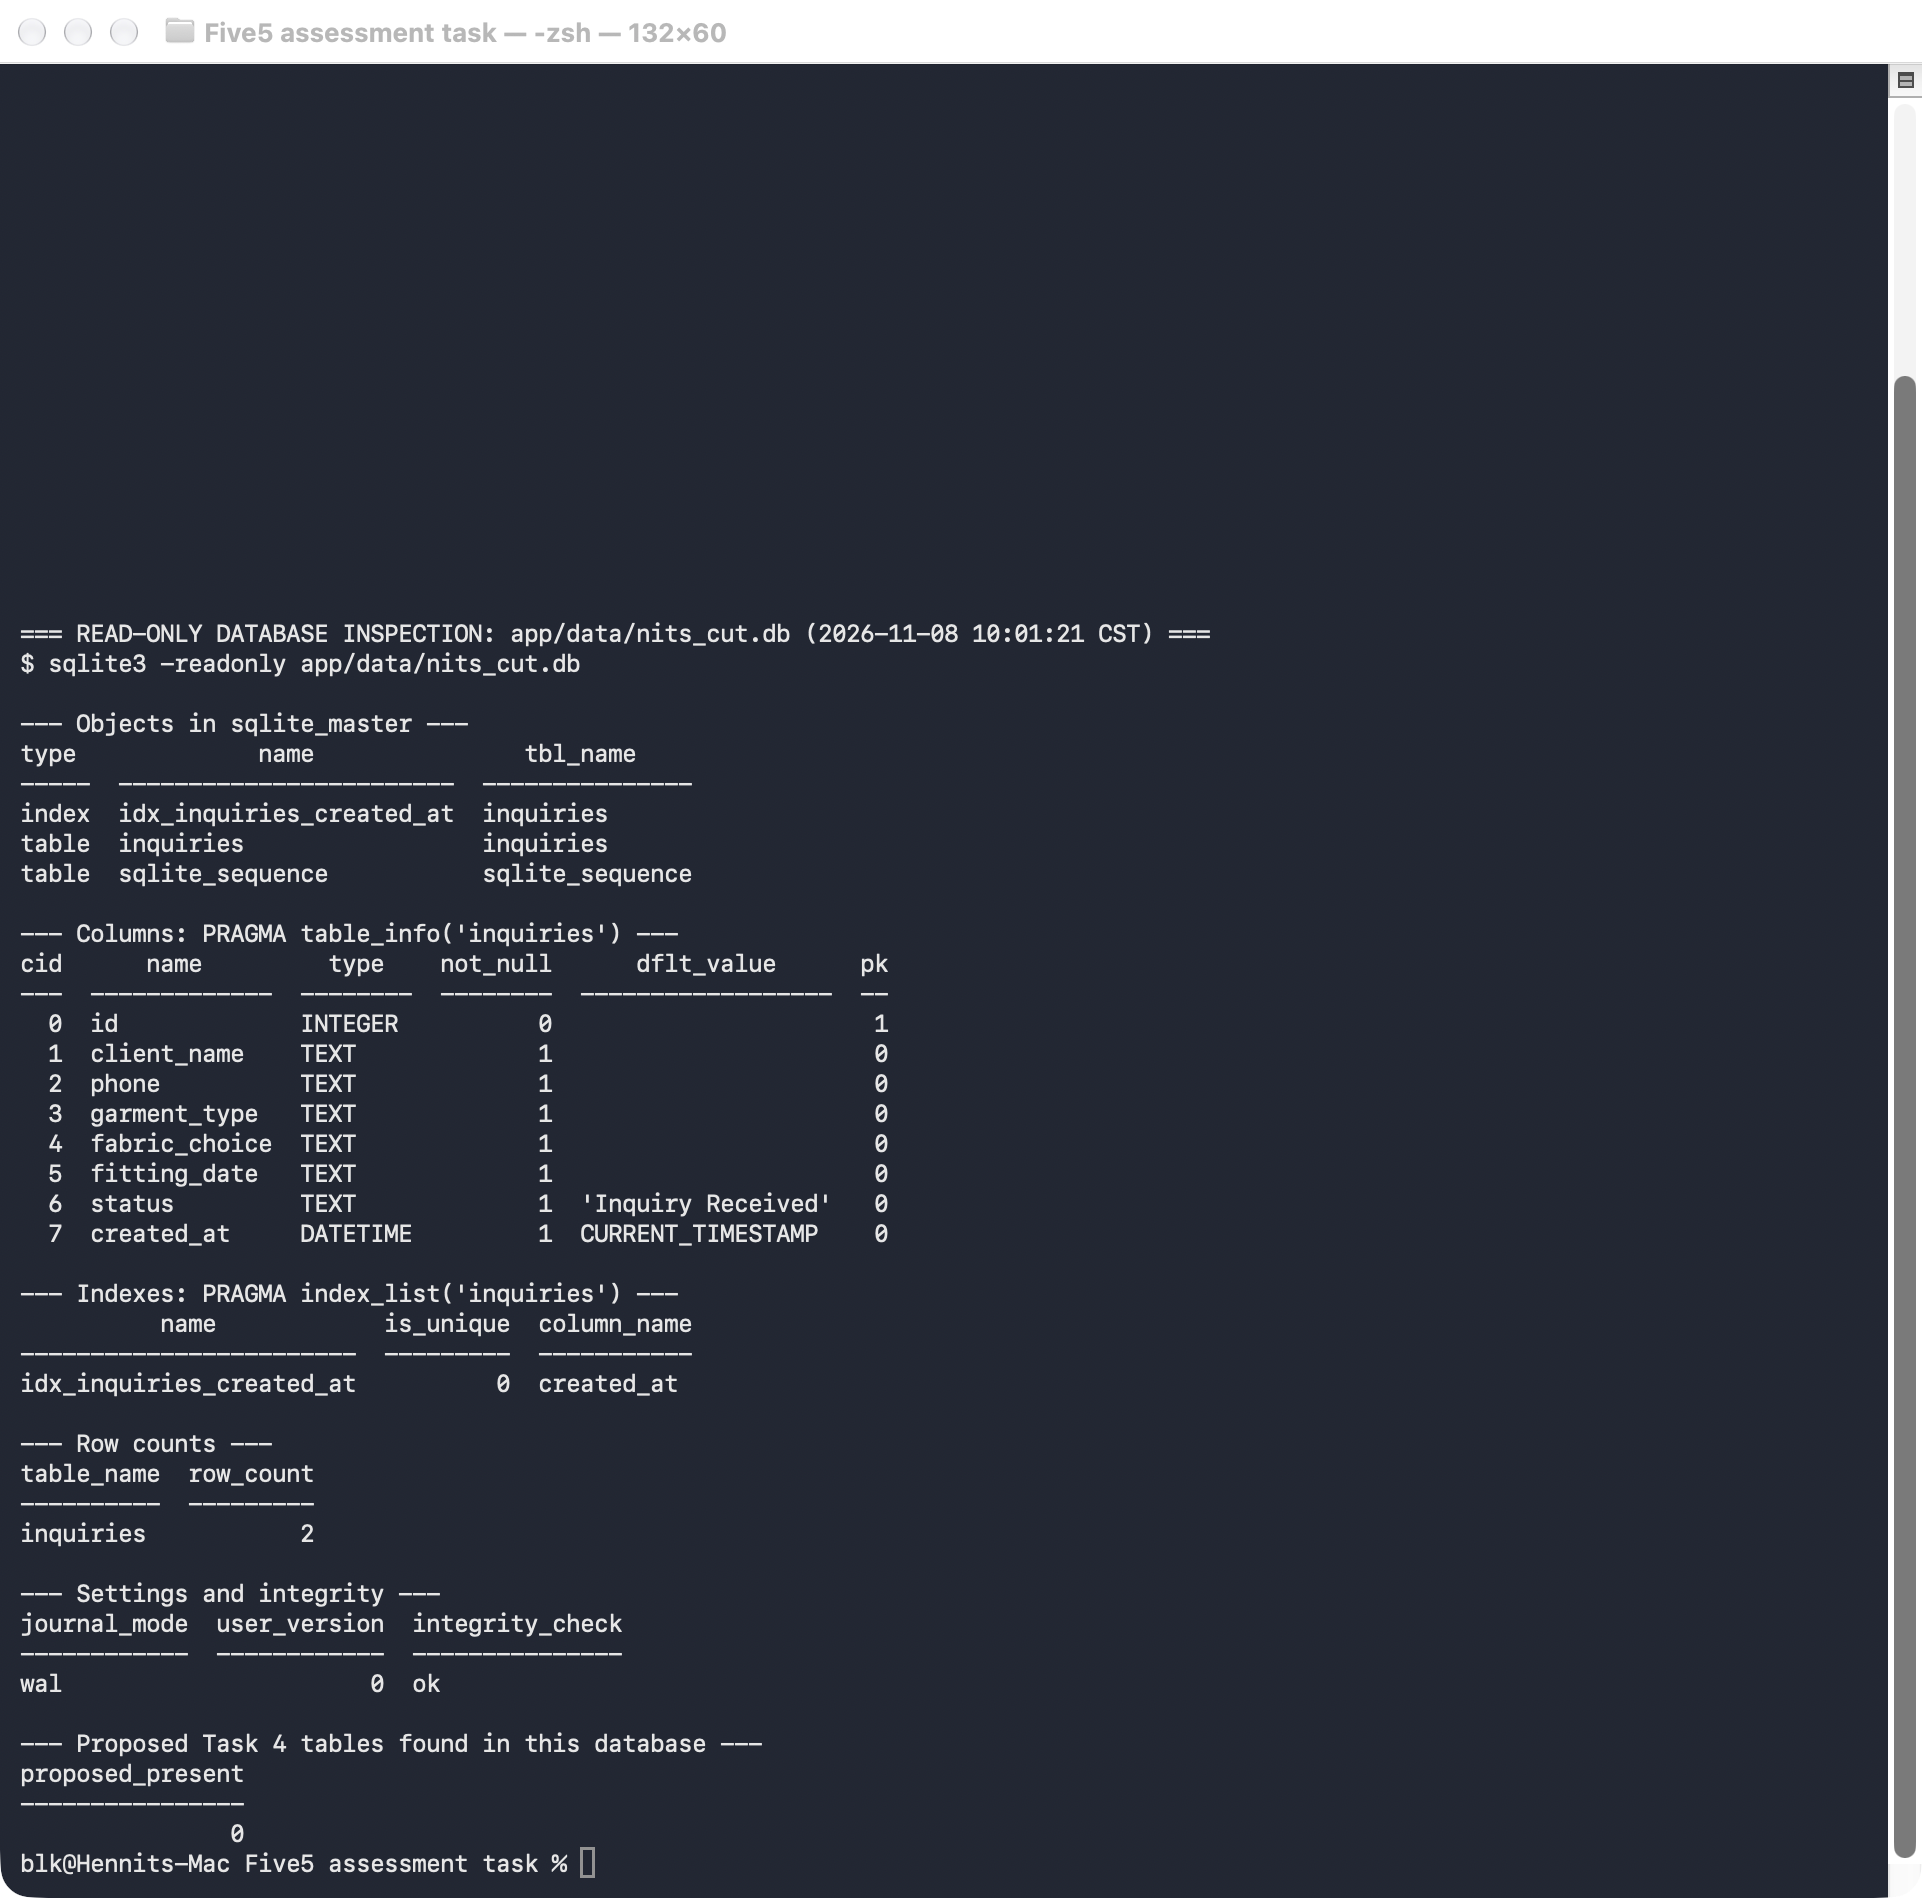 Five5 assessment task — -zsh — 132×60
=== READ-ONLY DATABASE INSPECTION: app/data/nits_cut.db (2026-11-08 10:01:21 CST) ===
$ sqlite3 -readonly app/data/nits_cut.db

--- Objects in sqlite_master ---
type             name               tbl_name
-----  ------------------------  ---------------
index  idx_inquiries_created_at  inquiries
table  inquiries                 inquiries
table  sqlite_sequence           sqlite_sequence

--- Columns: PRAGMA table_info('inquiries') ---
cid      name         type    not_null      dflt_value      pk
---  -------------  --------  --------  ------------------  --
  0  id             INTEGER          0                       1
  1  client_name    TEXT             1                       0
  2  phone          TEXT             1                       0
  3  garment_type   TEXT             1                       0
  4  fabric_choice  TEXT             1                       0
  5  fitting_date   TEXT             1                       0
  6  status         TEXT             1  'Inquiry Received'   0
  7  created_at     DATETIME         1  CURRENT_TIMESTAMP    0

--- Indexes: PRAGMA index_list('inquiries') ---
          name            is_unique  column_name
------------------------  ---------  -----------
idx_inquiries_created_at          0  created_at

--- Row counts ---
table_name  row_count
----------  ---------
inquiries           2

--- Settings and integrity ---
journal_mode  user_version  integrity_check
------------  ------------  ---------------
wal                      0  ok

--- Proposed Task 4 tables found in this database ---
proposed_present
----------------
               0
blk@Hennits-Mac Five5 assessment task %